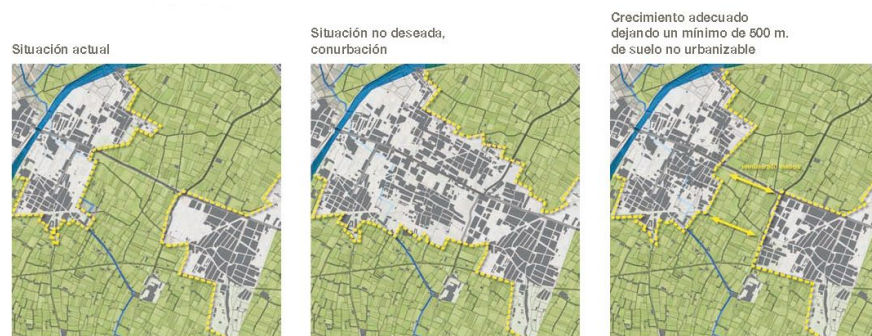 Situación actual
Situación no deseada,
conurbación
Crecimiento adecuado
dejando un mínimo de 500 m.
de suelo no urbanizable